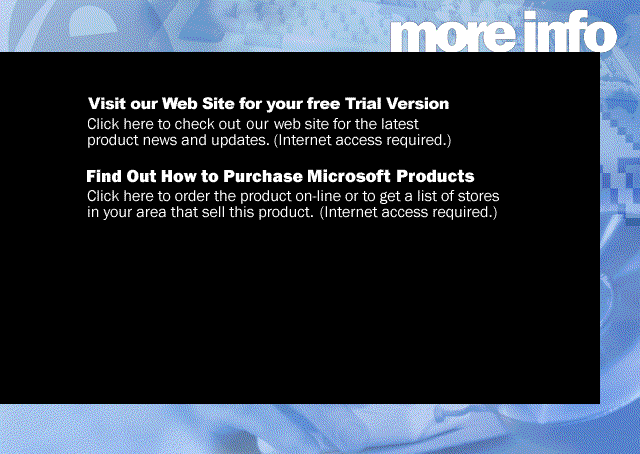 more info
Visit our Web Site for your free Trial Version
Click here to check out our web site for the latest
product news and updates. (Internet access required.)
Find Out How to Purchase Microsoft Products
Click here to order the product on-line or to get a list of stores
in your area that sell this product. (Internet access required.)